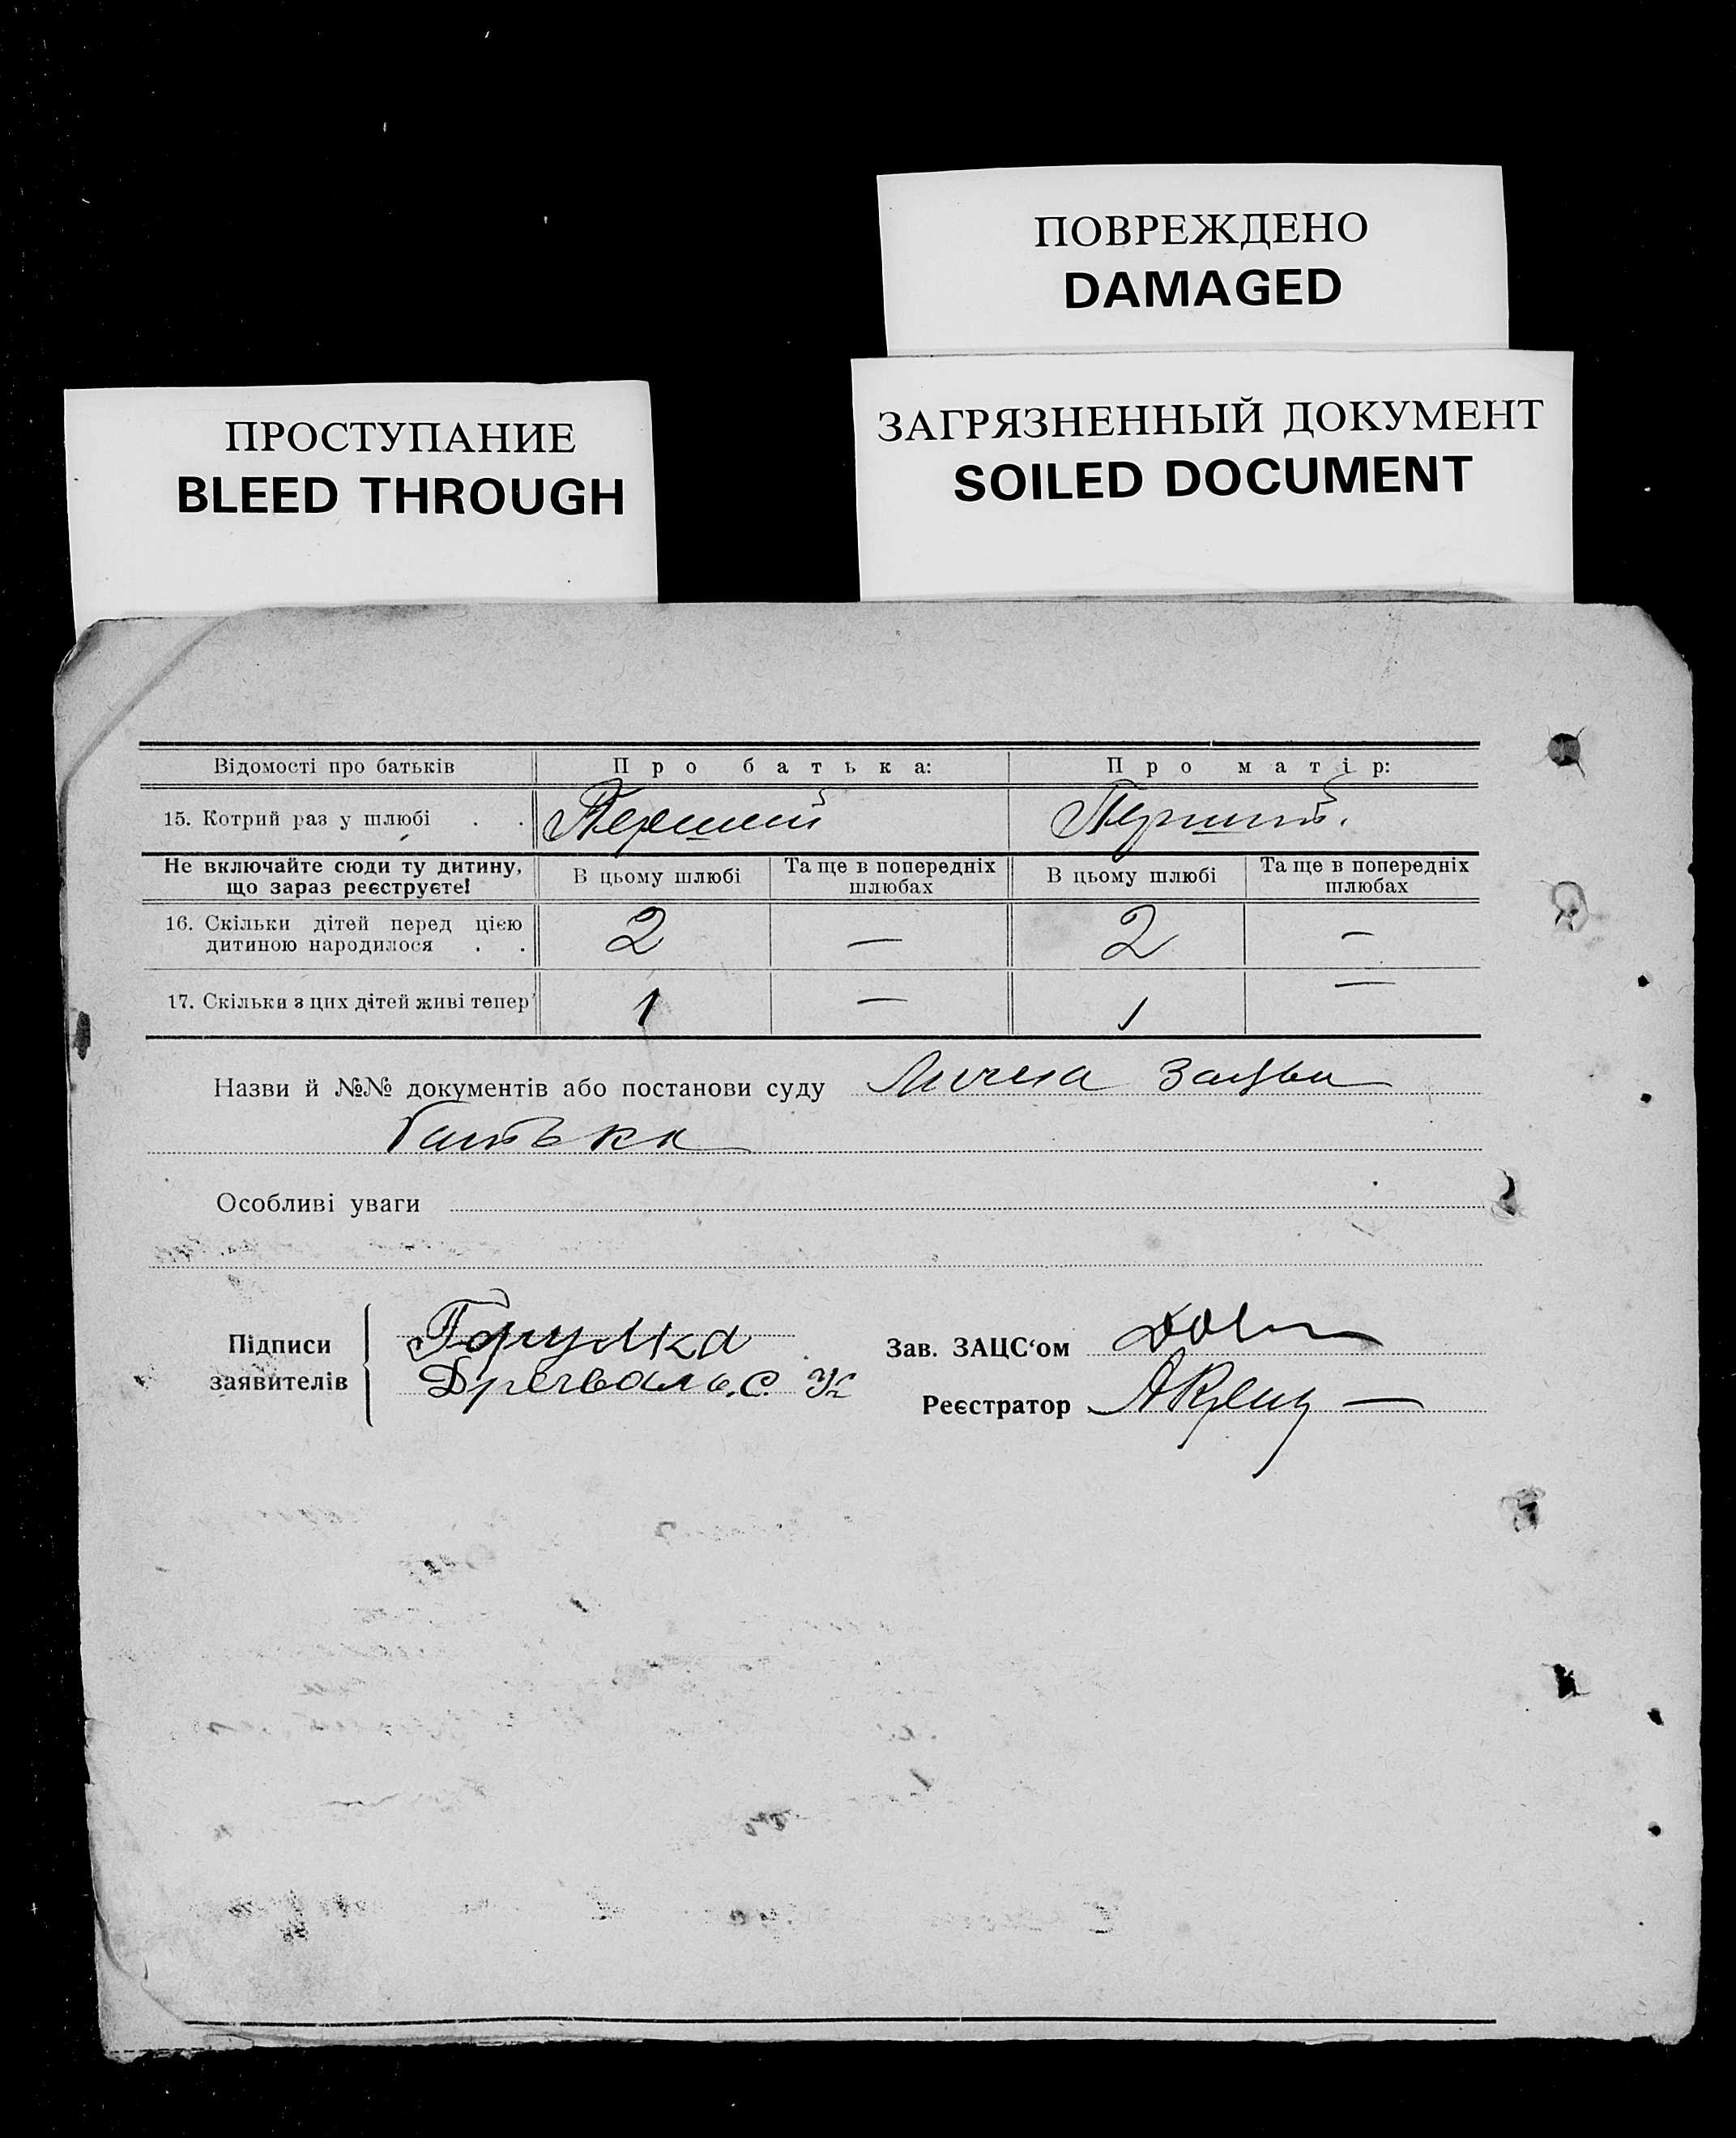 ПОВРЕЖДЕНО
DAMAGED
ПРОСТУПАНИЕ
BLEED THROUGH
ЗАГРЯЗНЕННЫЙ ДОКУМЕНТ
SOILED DOCUMENT
Відомості про батьків Про батька: Про матір:
15. Котрий раз у шлюбі . . Перший Перший.
Не включайте сюди ту дитину, що зараз реєструєте! В цьому шлюбі Та ще в попередніх шлюбах В цьому шлюбі Та ще в попередніх шлюбах
16. Скільки дітей перед цією дитиною народилося . . 2 — 2 —
17. Скільки з цих дітей живі тепер 1 — 1 —
Назви й №№ документів або постанови суду Лична заява
батька
Особливі уваги
Підписи заявителів
Зав. ЗАЦС‘ом
Реєстратор